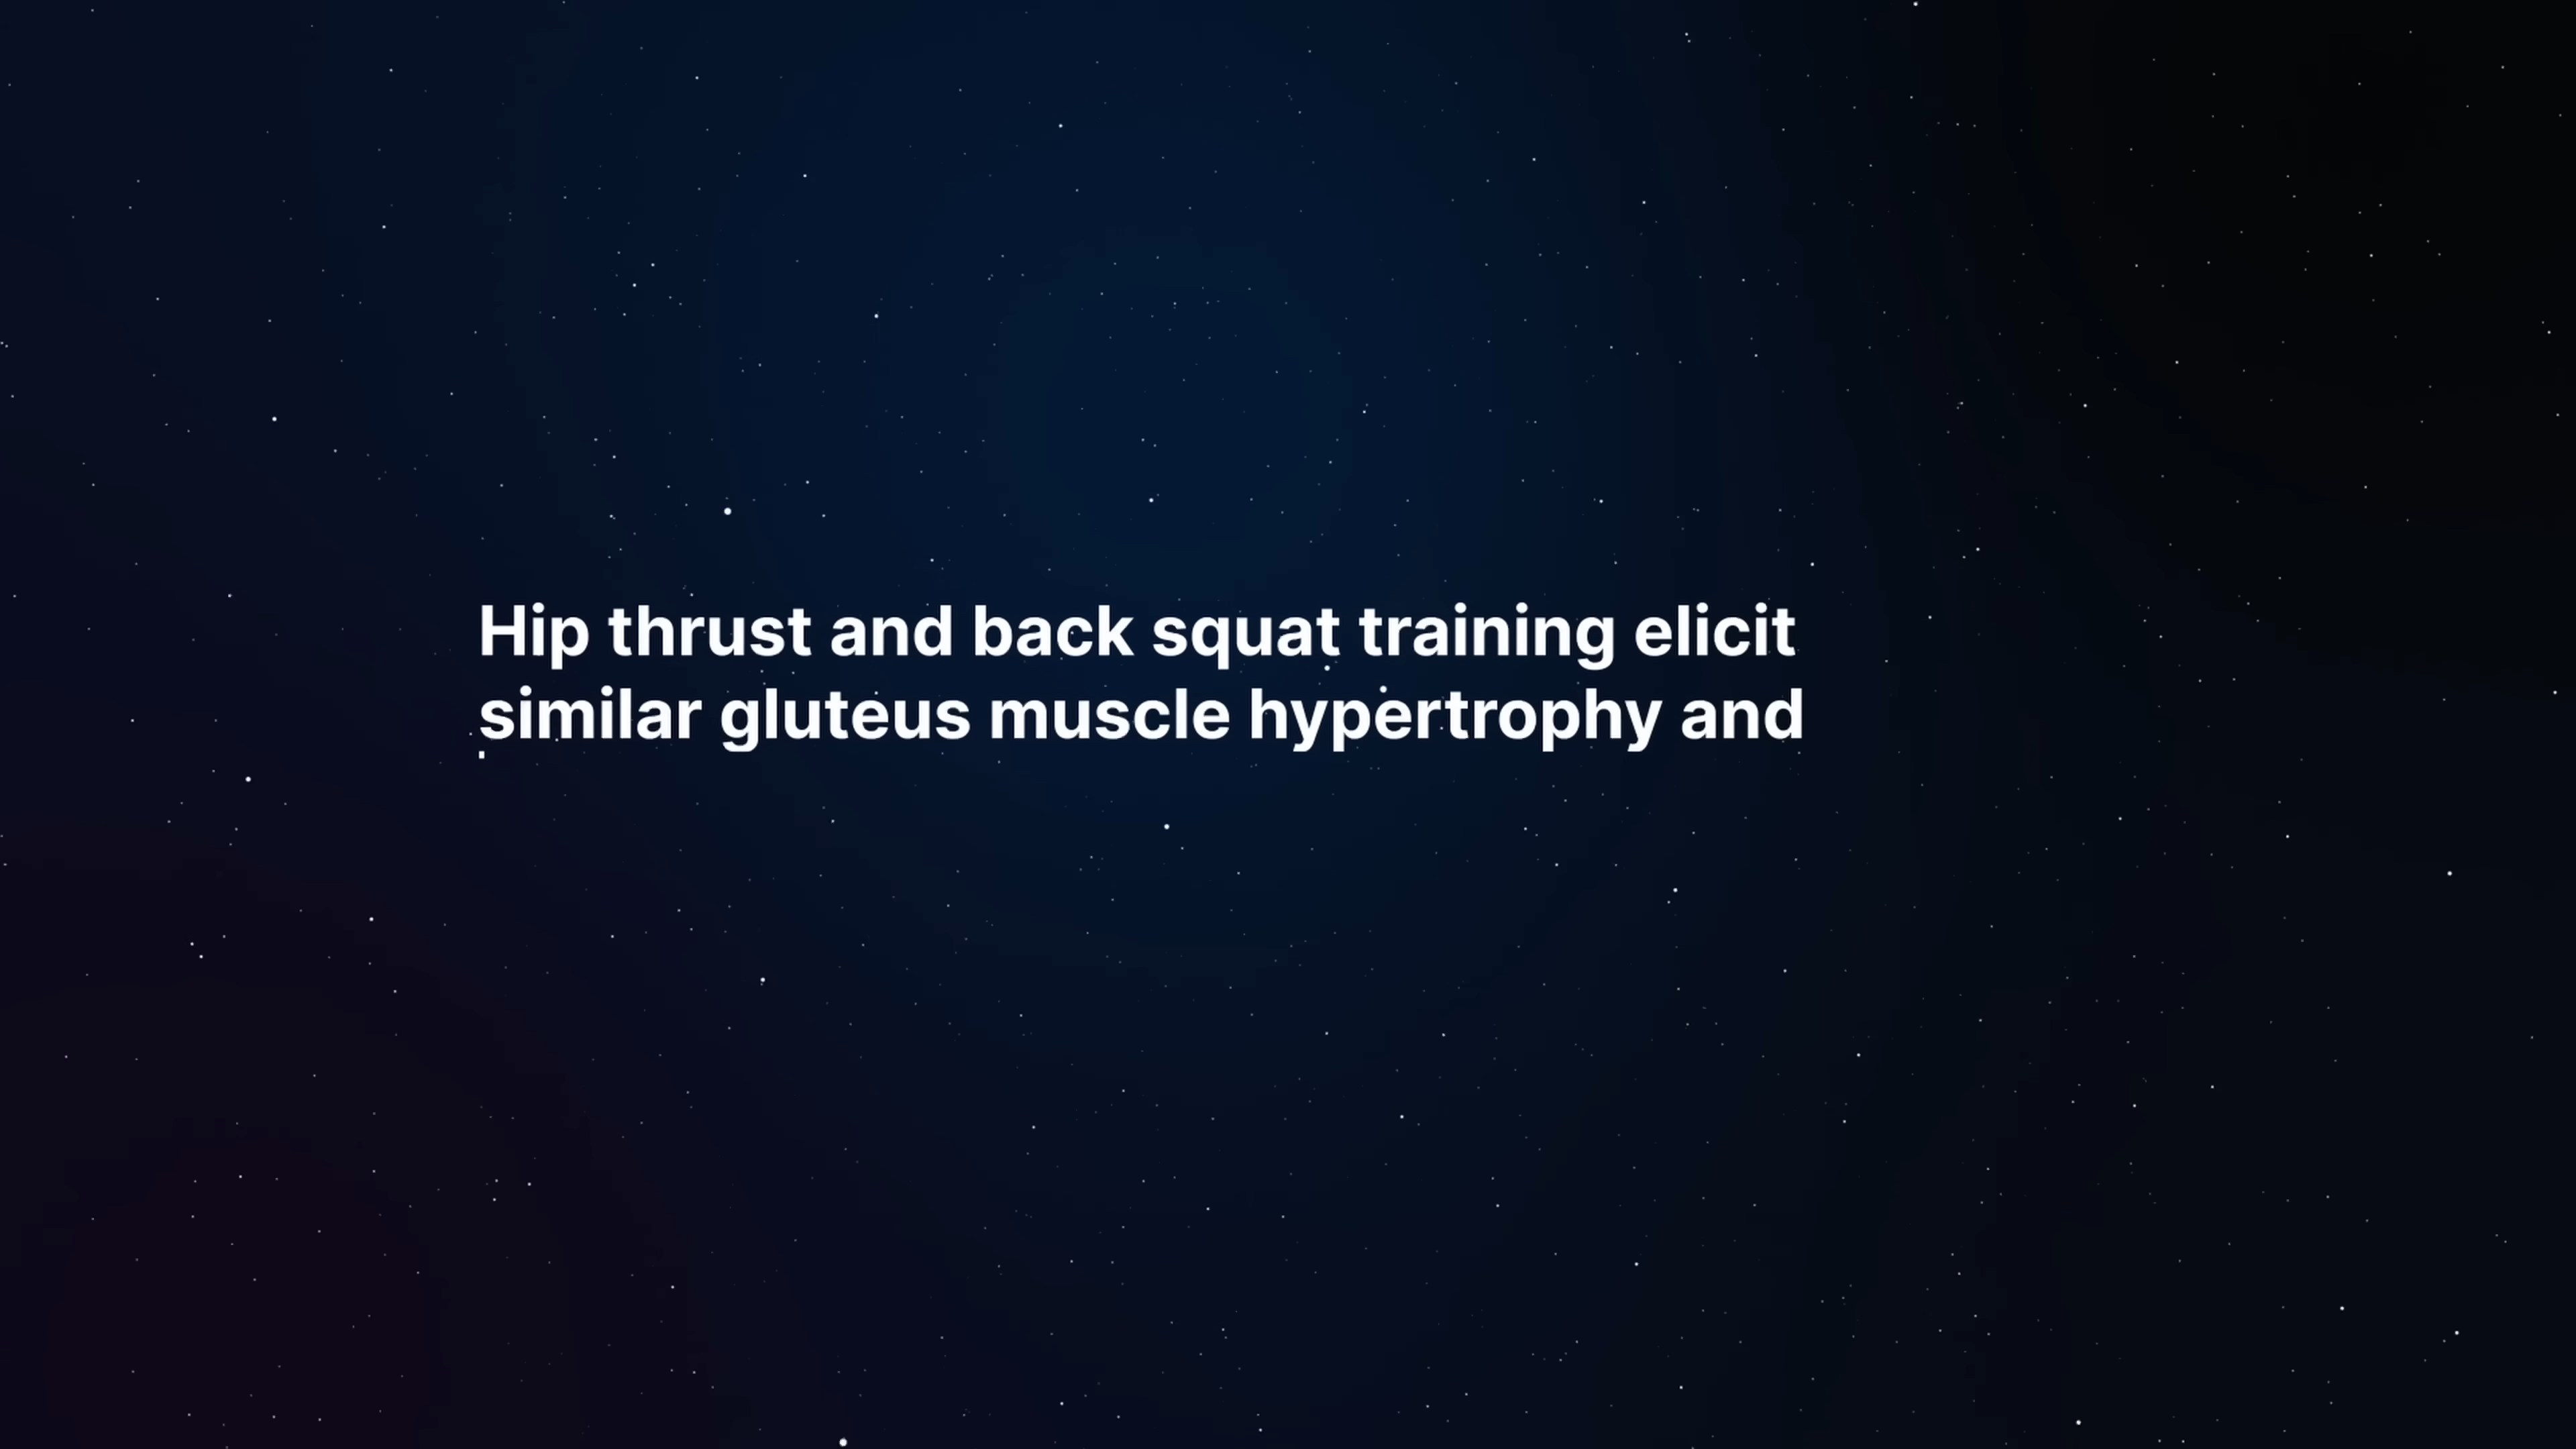 Hip thrust and back squat training elicit
similar gluteus muscle hypertrophy and